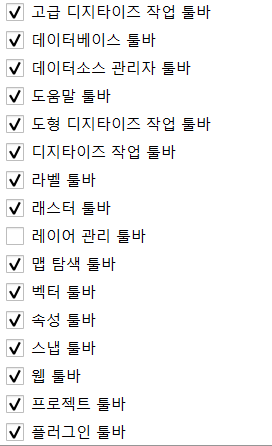 고급 디지타이즈 작업 툴바
데이터베이스 툴바
데이터소스 관리자 툴바
도움말 툴바
도형 디지타이즈 작업 툴바
디지타이즈 작업 툴바
라벨 툴바
래스터 툴바
레이어 관리 툴바
맵 탐색 툴바
벡터 툴바
속성 툴바
스냅 툴바
웹 툴바
프로젝트 툴바
플러그인 툴바